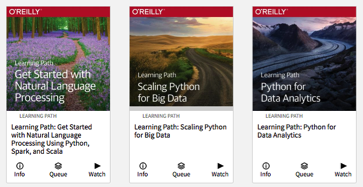 O'REILLY™
Learning Path
Get Started with
Natural Language
Processing
LEARNING PATH
Learning Path: Get Started
with Natural Language
Processing Using Python,
Spark, and Scala
Info
Queue
Watch
O'REILLY™
Learning Path
Scaling Python
for Big Data
LEARNING PATH
Learning Path: Scaling Python
for Big Data
Info
Queue
Watch
O'REILLY™
Learning Path
Python for
Data Analytics
LEARNING PATH
Learning Path: Python for
Data Analytics
Info
Queue
Watch